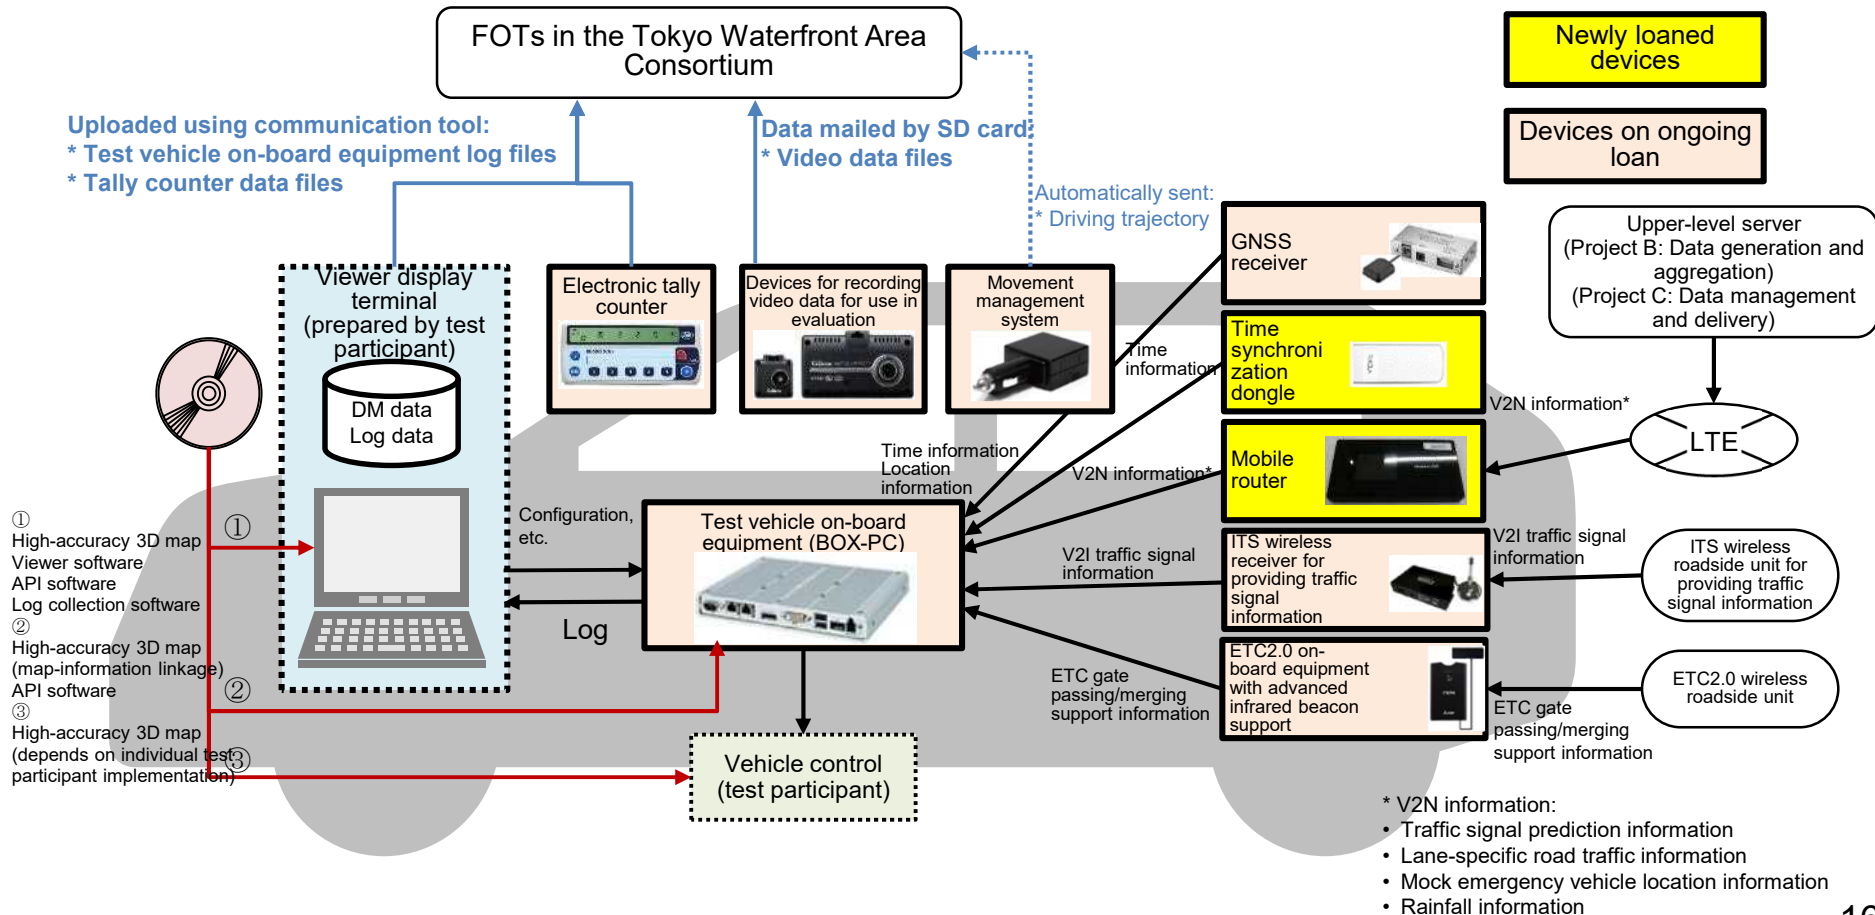 FOTs in the Tokyo Waterfront Area
Consortium
Newly loaned
devices
Devices on ongoing
loan
Uploaded using communication tool:
* Test vehicle on-board equipment log files
* Tally counter data files
Data mailed by SD card:
* Video data files
Automatically sent:
* Driving trajectory
Viewer display
terminal
(prepared by test
participant)
DM data
Log data
Electronic tally
counter
Devices for recording
video data for use in
evaluation
Movement
management
system
GNSS
receiver
Time
synchroni
zation
dongle
Mobile
router
ITS wireless
receiver for
providing traffic
signal
information
ETC2.0 on-
board equipment
with advanced
infrared beacon
support
Upper-level server
(Project B: Data generation and
aggregation)
(Project C: Data management
and delivery)
LTE
V2N information*
V2I traffic signal
information
ITS wireless
roadside unit for
providing traffic
signal information
ETC2.0 wireless
roadside unit
ETC gate
passing/merging
support information
Time
information
Time information
Location
information
V2N information*
V2I traffic signal
information
ETC gate
passing/merging
support information
Configuration,
etc.
Log
Test vehicle on-board
equipment (BOX-PC)
Vehicle control
(test participant)
①
②
③
①
High-accuracy 3D map
Viewer software
API software
Log collection software
②
High-accuracy 3D map
(map-information linkage)
API software
③
High-accuracy 3D map
(depends on individual test
participant implementation)
* V2N information:
• Traffic signal prediction information
• Lane-specific road traffic information
• Mock emergency vehicle location information
• Rainfall information